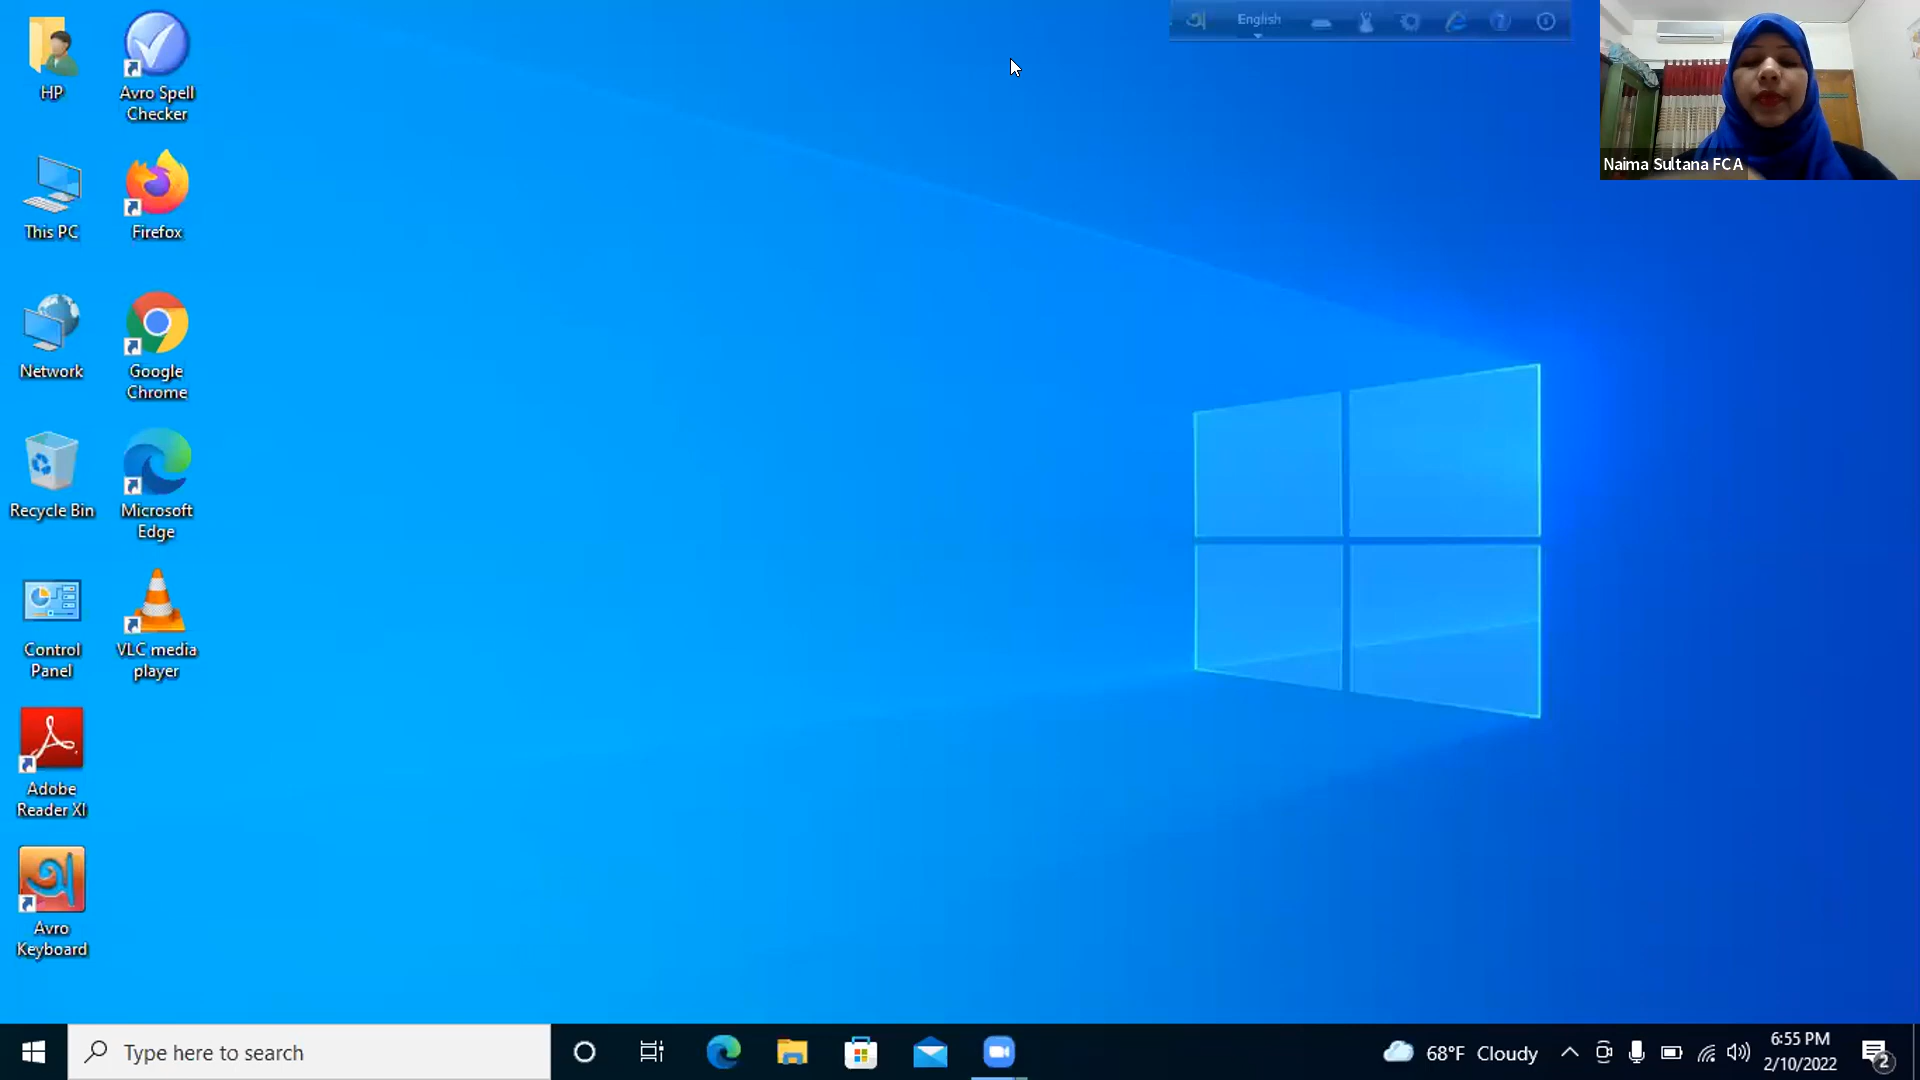 অ
English
HP
Avro Spell
Checker
Naima Sultana FCA
This PC
Firefox
Network
Google
Chrome
Recycle Bin
Microsoft
Edge
Control
Panel
VLC media
player
Adobe
Reader XI
অ
Avro
Keyboard
Type here to search
68°F Cloudy
6:55 PM
2/10/2022
2